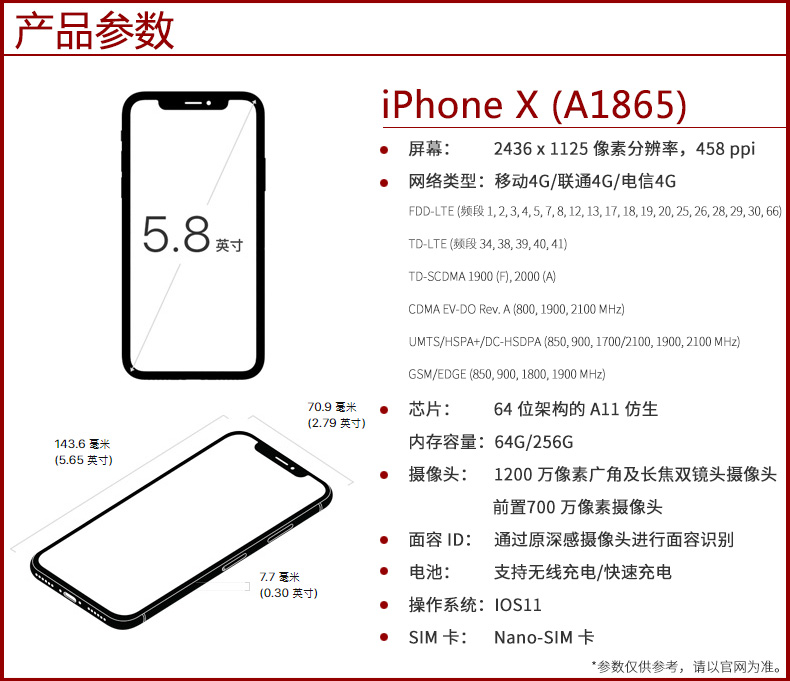 产品参数
iPhone X (A1865)
屏幕： 2436 x 1125 像素分辨率，458 ppi
网络类型：移动4G/联通4G/电信4G
FDD-LTE (频段 1, 2, 3, 4, 5, 7, 8, 12, 13, 17, 18, 19, 20, 25, 26, 28, 29, 30, 66)
TD-LTE (频段 34, 38, 39, 40, 41)
TD-SCDMA 1900 (F), 2000 (A)
CDMA EV-DO Rev. A (800, 1900, 2100 MHz)
UMTS/HSPA+/DC-HSDPA (850, 900, 1700/2100, 1900, 2100 MHz)
GSM/EDGE (850, 900, 1800, 1900 MHz)
芯片： 64 位架构的 A11 仿生
内存容量：64G/256G
摄像头： 1200 万像素广角及长焦双镜头摄像头
前置700 万像素摄像头
面容 ID： 通过原深感摄像头进行面容识别
电池： 支持无线充电/快速充电
操作系统：IOS11
SIM 卡： Nano-SIM 卡
*参数仅供参考，请以官网为准。
5.8 英寸
70.9 毫米
(2.79 英寸)
143.6 毫米
(5.65 英寸)
7.7 毫米
(0.30 英寸)